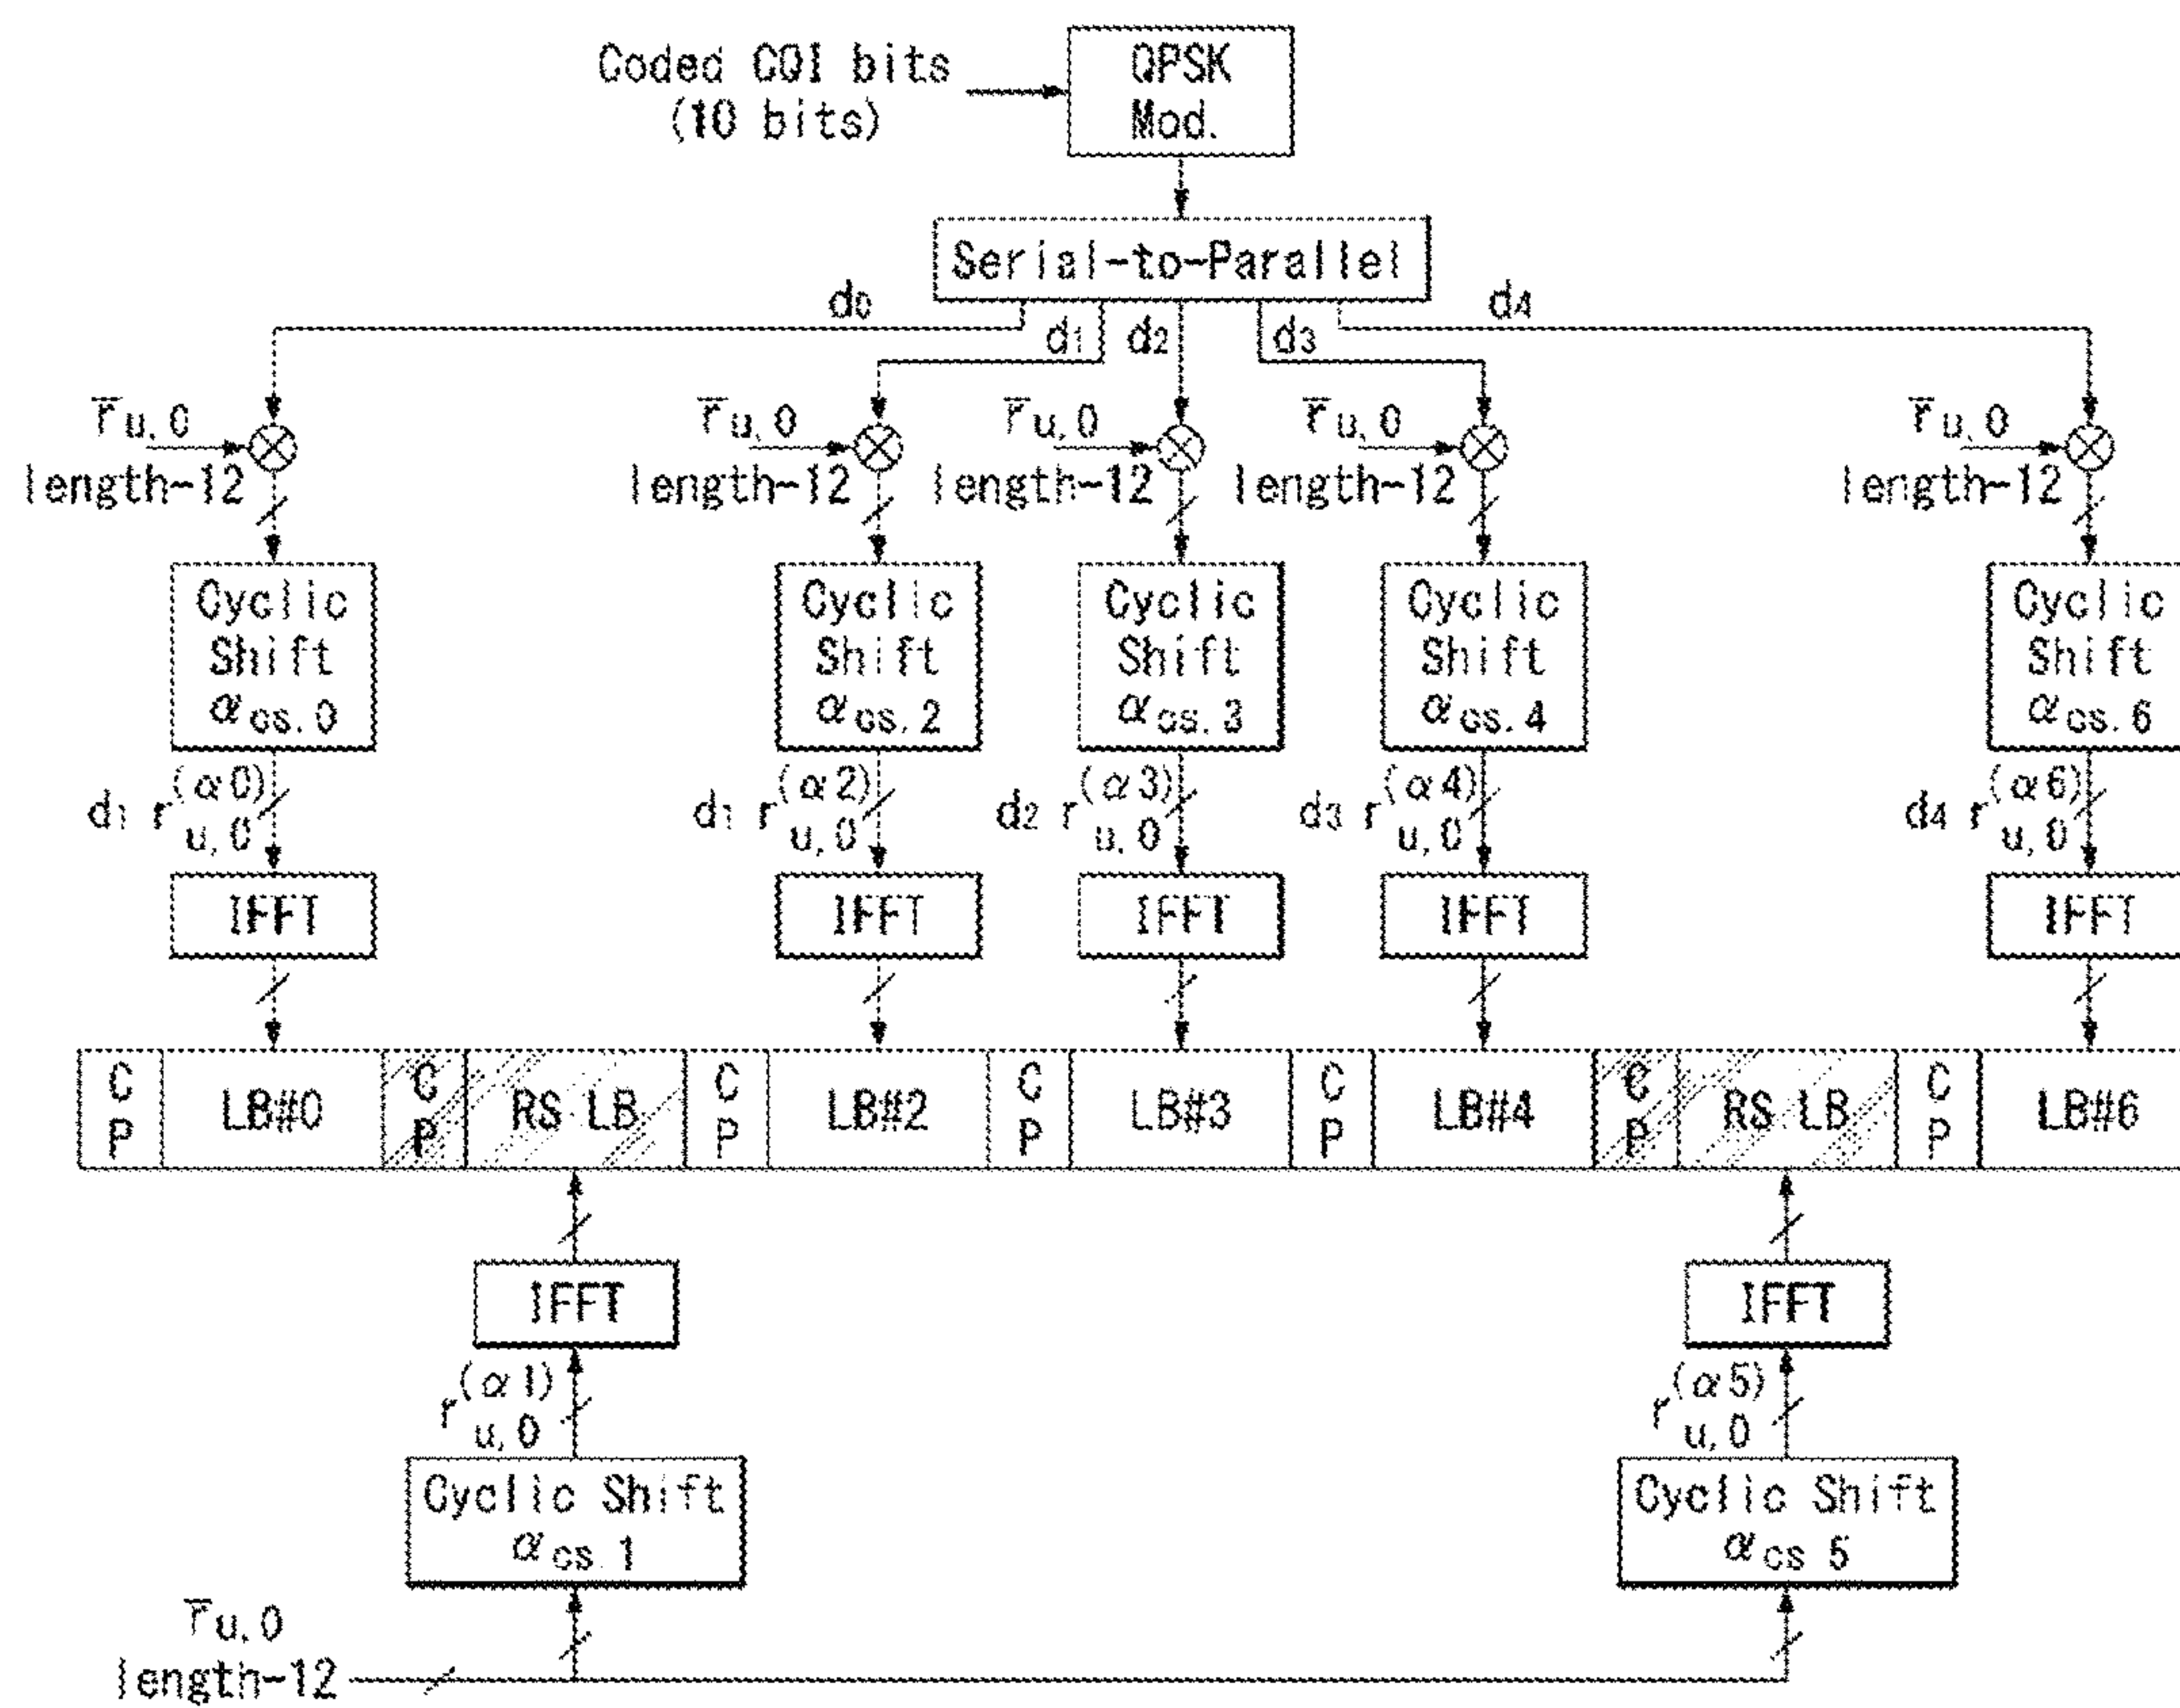 Coded CQI bits
(10 bits)
QPSK
Mod.
Serial-to-Parallel
d0
d1
d2
d3
d4
r̅u,0
length-12
r̅u,0
length-12
r̅u,0
length-12
r̅u,0
length-12
r̅u,0
length-12
Cyclic
Shift
αcs.0
Cyclic
Shift
αcs.2
Cyclic
Shift
αcs.3
Cyclic
Shift
αcs.4
Cyclic
Shift
αcs.6
d1 r(α0)u,0
d1 r(α2)u,0
d2 r(α3)u,0
d3 r(α4)u,0
d4 r(α6)u,0
IFFT
IFFT
IFFT
IFFT
IFFT
CP
LB#0
CP
RS LB
CP
LB#2
CP
LB#3
CP
LB#4
CP
RS LB
CP
LB#6
IFFT
IFFT
r(α1)u,0
r(α5)u,0
Cyclic Shift
αcs.1
Cyclic Shift
αcs 5
r̅u,0
length-12